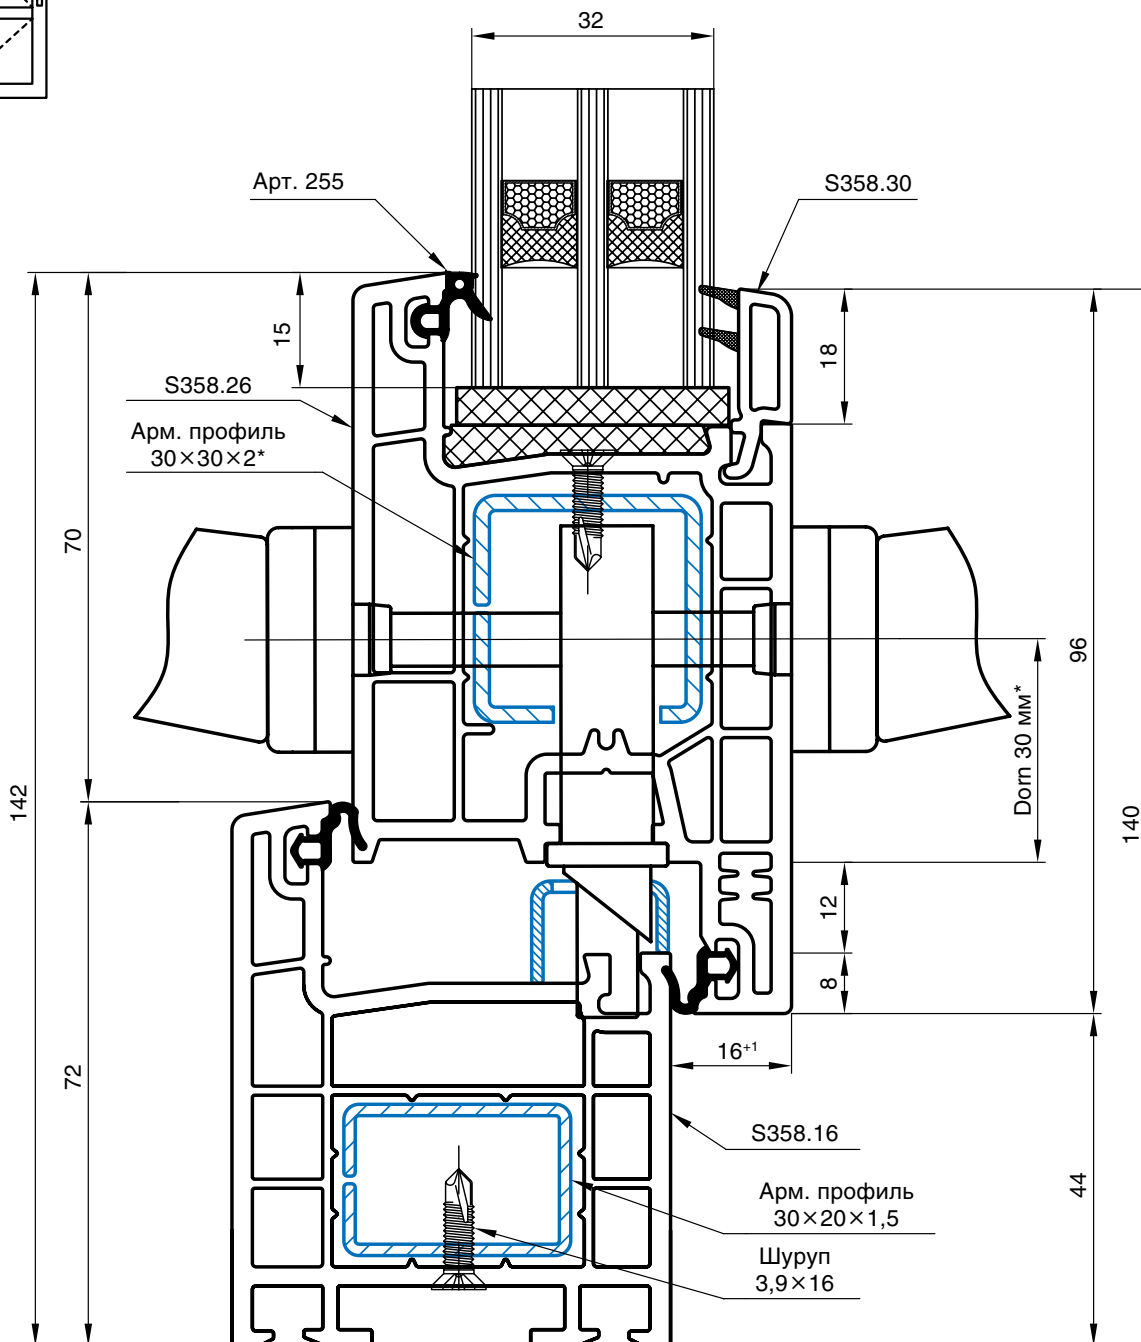 32
Арт. 255
S358.30
15
18
S358.26
Арм. профиль
30×30×2*
70
96
Dorn 30 мм*
142
140
12
8
16⁺¹
72
S358.16
44
Арм. профиль
30×20×1,5
Шуруп
3,9×16